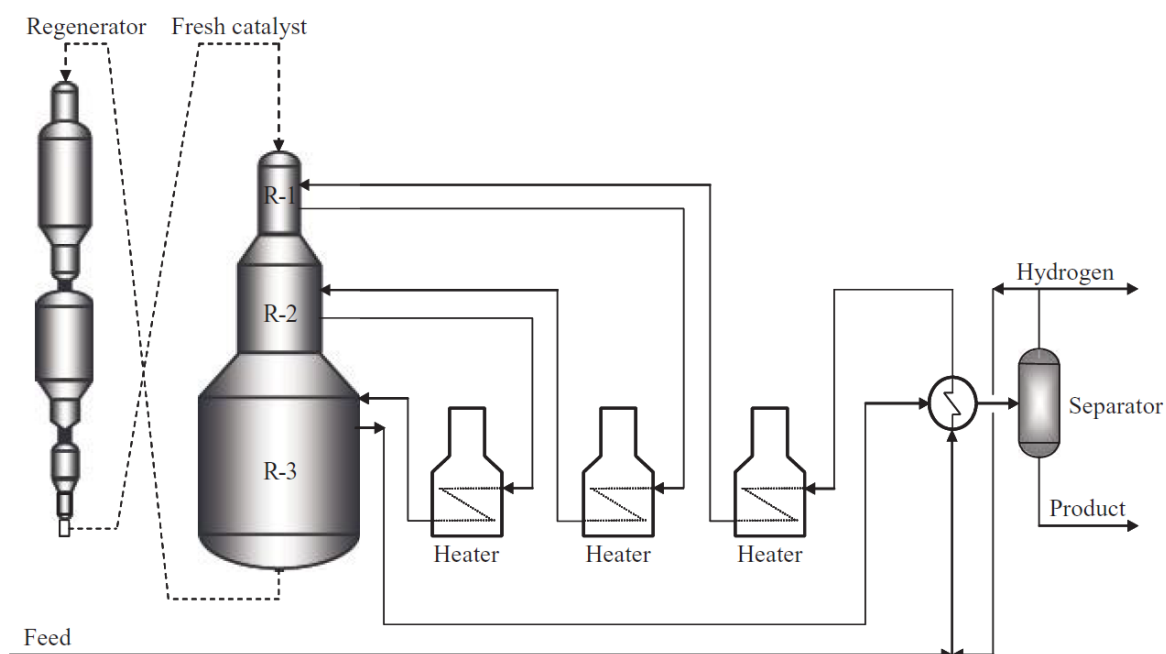 Regenerator
Fresh catalyst
R-1
R-2
R-3
Hydrogen
Separator
Product
Heater
Heater
Heater
Feed